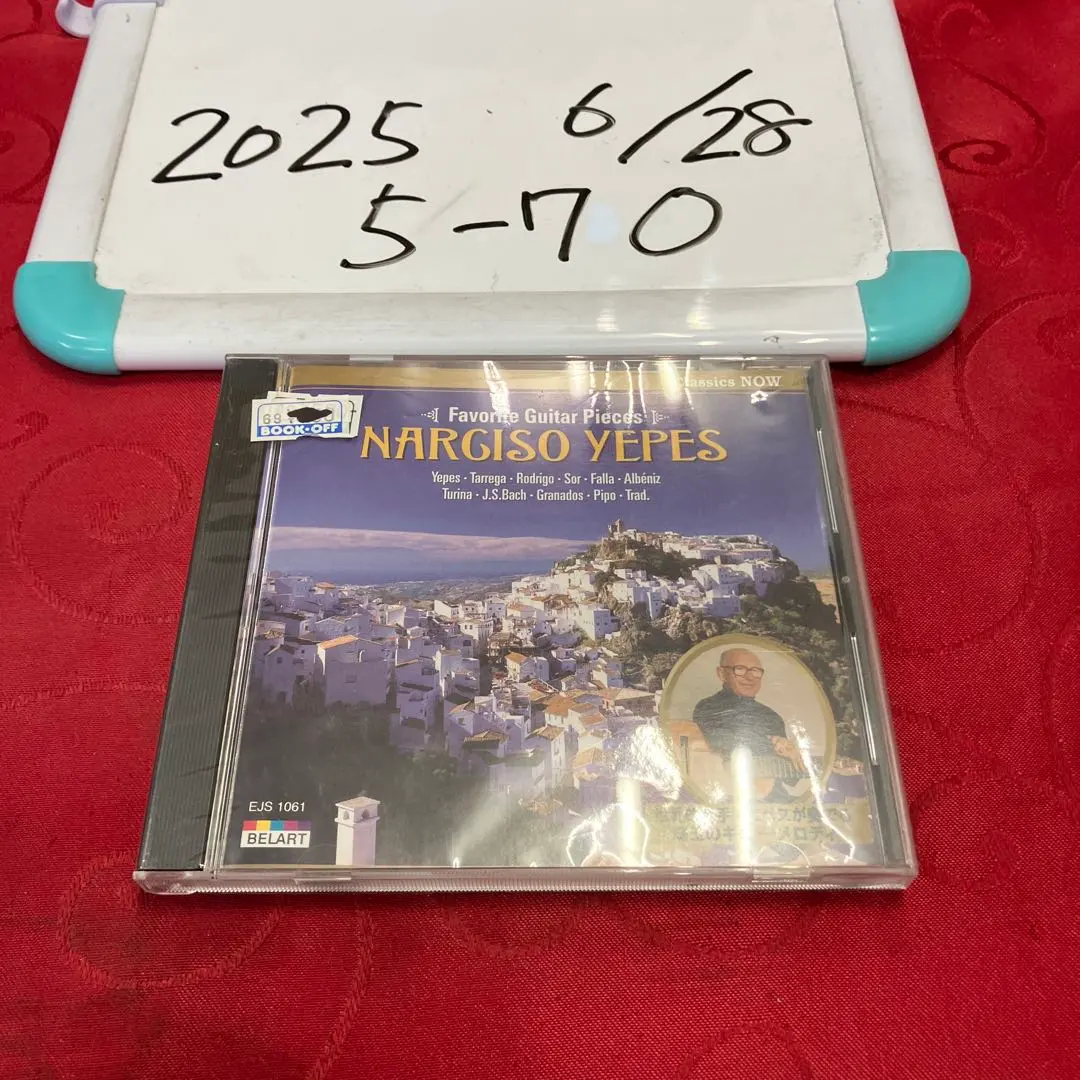 2025 6/28
5-70
Classics NOW
Favorite Guitar Pieces
BOOK-OFF
NARCISO YEPES
Yepes · Tarrega · Rodrigo · Sor · Falla · Albéniz
Turina · J.S.Bach · Granados · Pipo · Trad.
EJS 1061
BELART